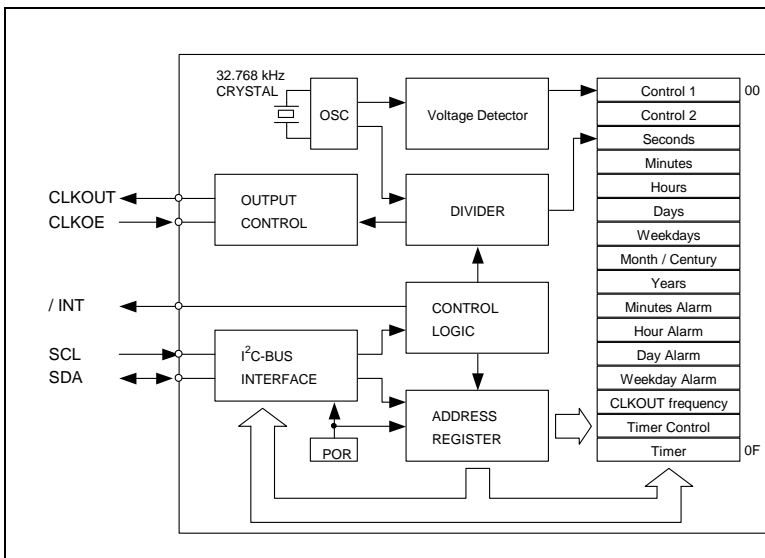 32.768 kHz
CRYSTAL
OSC
Voltage Detector
CLKOUT
CLKOE
OUTPUT
CONTROL
DIVIDER
/ INT
CONTROL
LOGIC
SCL
SDA
I²C-BUS
INTERFACE
ADDRESS
REGISTER
POR
Control 1
00
Control 2
Seconds
Minutes
Hours
Days
Weekdays
Month / Century
Years
Minutes Alarm
Hour Alarm
Day Alarm
Weekday Alarm
CLKOUT frequency
Timer Control
Timer
0F